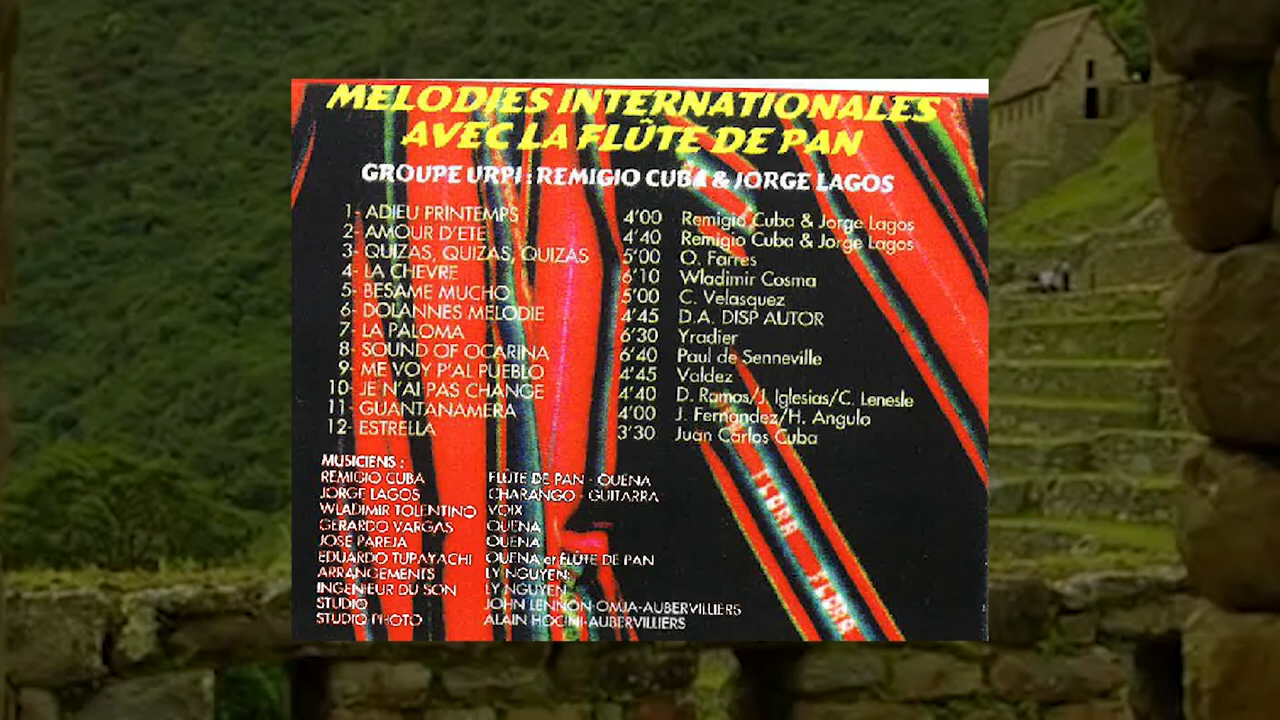 MELODIES INTERNATIONALES
AVEC LA FLÛTE DE PAN
GROUPE URPI : REMIGIO CUBA & JORGE LAGOS
1- ADIEU PRINTEMPS 4'00 Remigio Cuba & Jorge Lagos
2- AMOUR D'ETE 4'40 Remigio Cuba & Jorge Lagos
3- QUIZAS, QUIZAS, QUIZAS 5'00 O. Farres
4- LA CHEVRE 6'10 Wladimir Cosma
5- BESAME MUCHO 5'00 C. Velasquez
6- DOLANNES MELODIE 4'45 D.A. DISP AUTOR
7- LA PALOMA 6'30 Yradier
8- SOUND OF OCARINA 6'40 Paul de Senneville
9- ME VOY P'AL PUEBLO 4'45 Valdez
10- JE N'AI PAS CHANGE 4'40 D. Ramos/J. Iglesias/C. Lenesle
11- GUANTANAMERA 4'00 J. Fernandez/H. Angulo
12- ESTRELLA 3'30 Juan Carlos Cuba
MUSICIENS :
REMIGIO CUBA FLÛTE DE PAN - QUENA
JORGE LAGOS CHARANGO - GUITARRA
WLADIMIR TOLENTINO VOIX
GERARDO VARGAS QUENA
JOSE PAREJA QUENA
EDUARDO TUPAYACHI QUENA et FLÛTE DE PAN
ARRANGEMENTS LY NGUYEN
INGENIEUR DU SON LY NGUYEN
STUDIO JOHN LENNON-OMJA-AUBERVILLIERS
STUDIO PHOTO ALAIN HOCINI-AUBERVILLIERS